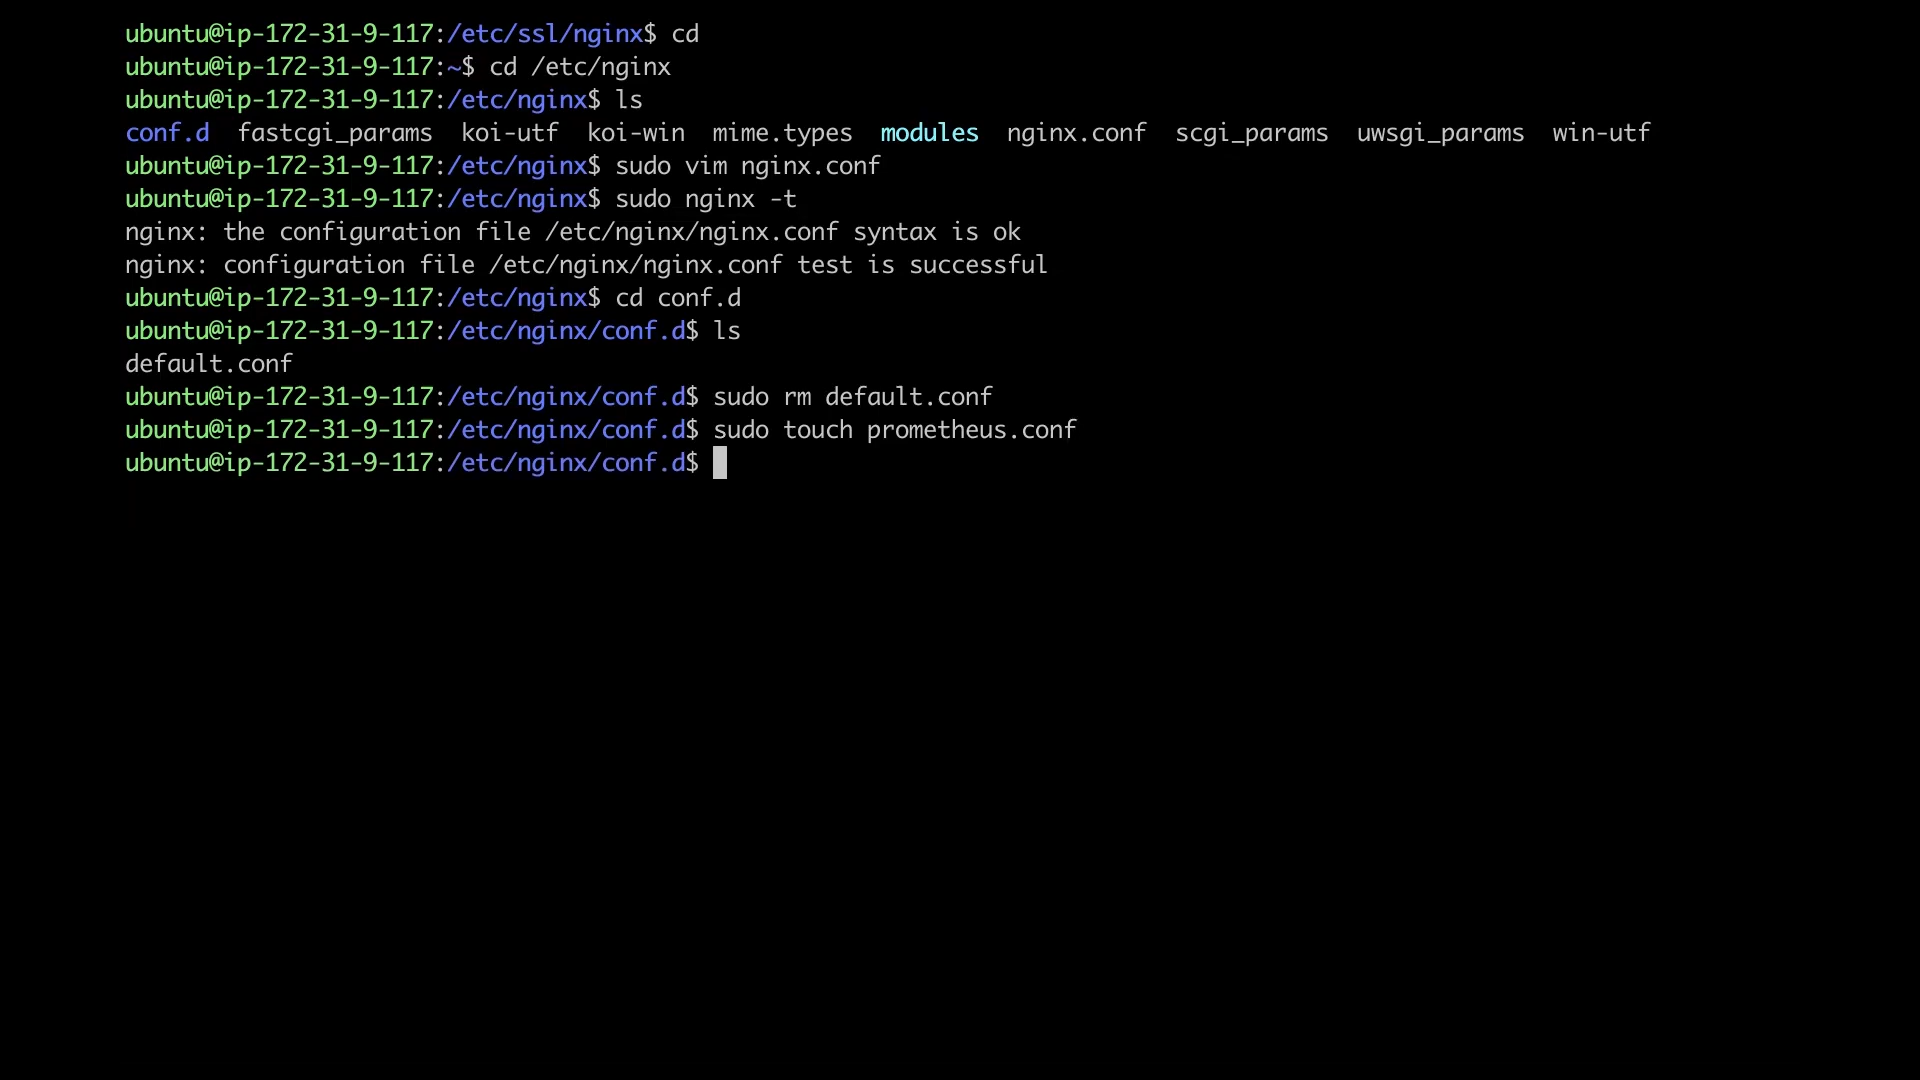 ubuntu@ip-172-31-9-117:/etc/ssl/nginx$ cd
ubuntu@ip-172-31-9-117:~$ cd /etc/nginx
ubuntu@ip-172-31-9-117:/etc/nginx$ ls
conf.d  fastcgi_params  koi-utf  koi-win  mime.types  modules  nginx.conf  scgi_params  uwsgi_params  win-utf
ubuntu@ip-172-31-9-117:/etc/nginx$ sudo vim nginx.conf
ubuntu@ip-172-31-9-117:/etc/nginx$ sudo nginx -t
nginx: the configuration file /etc/nginx/nginx.conf syntax is ok
nginx: configuration file /etc/nginx/nginx.conf test is successful
ubuntu@ip-172-31-9-117:/etc/nginx$ cd conf.d
ubuntu@ip-172-31-9-117:/etc/nginx/conf.d$ ls
default.conf
ubuntu@ip-172-31-9-117:/etc/nginx/conf.d$ sudo rm default.conf
ubuntu@ip-172-31-9-117:/etc/nginx/conf.d$ sudo touch prometheus.conf
ubuntu@ip-172-31-9-117:/etc/nginx/conf.d$